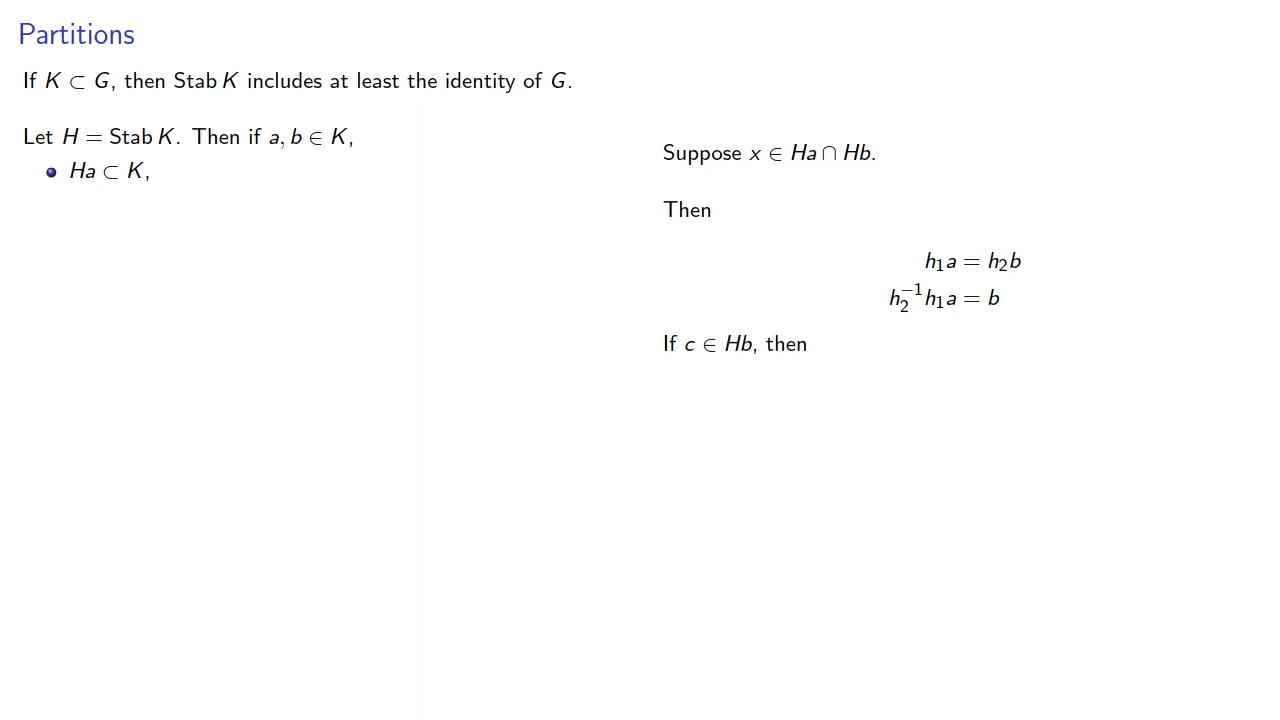 Partitions
If K ⊂ G, then Stab K includes at least the identity of G.
Let H = Stab K. Then if a, b ∈ K,
• Ha ⊂ K,
Suppose x ∈ Ha ∩ Hb.
Then
h₁a = h₂b
h₂⁻¹h₁a = b
If c ∈ Hb, then